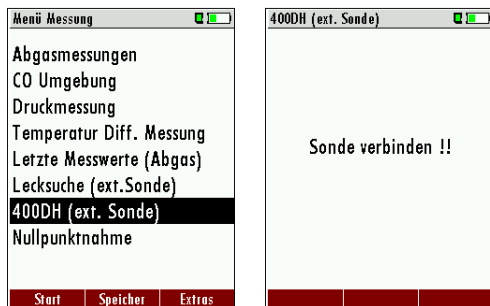 Menü Messung
Abgasmessungen
CO Umgebung
Druckmessung
Temperatur Diff. Messung
Letzte Messwerte (Abgas)
Lecksuche (ext.Sonde)
400DH (ext. Sonde)
Nullpunktnahme
Start Speicher Extras
400DH (ext. Sonde)
Sonde verbinden !!